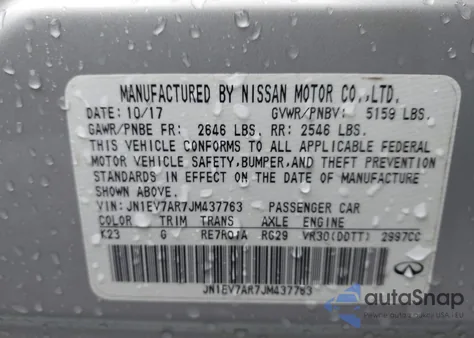 MANUFACTURED BY NISSAN MOTOR CO.,LTD.
DATE: 10/17 GVWR/PNBV: 5159 LBS.
GAWR/PNBE FR: 2646 LBS. RR: 2546 LBS.
THIS VEHICLE CONFORMS TO ALL APPLICABLE FEDERAL
MOTOR VEHICLE SAFETY, BUMPER, AND THEFT PREVENTION
STANDARDS IN EFFECT ON THE DATE OF MANUFACTURE
SHOWN ABOVE.
VIN: JN1EV7AR7JM437763 PASSENGER CAR
COLOR TRIM TRANS AXLE ENGINE
K23 G RE7R01A RG29 VR30(DDTT) 2997CC
JN1EV7AR7JM437763
autoSnap